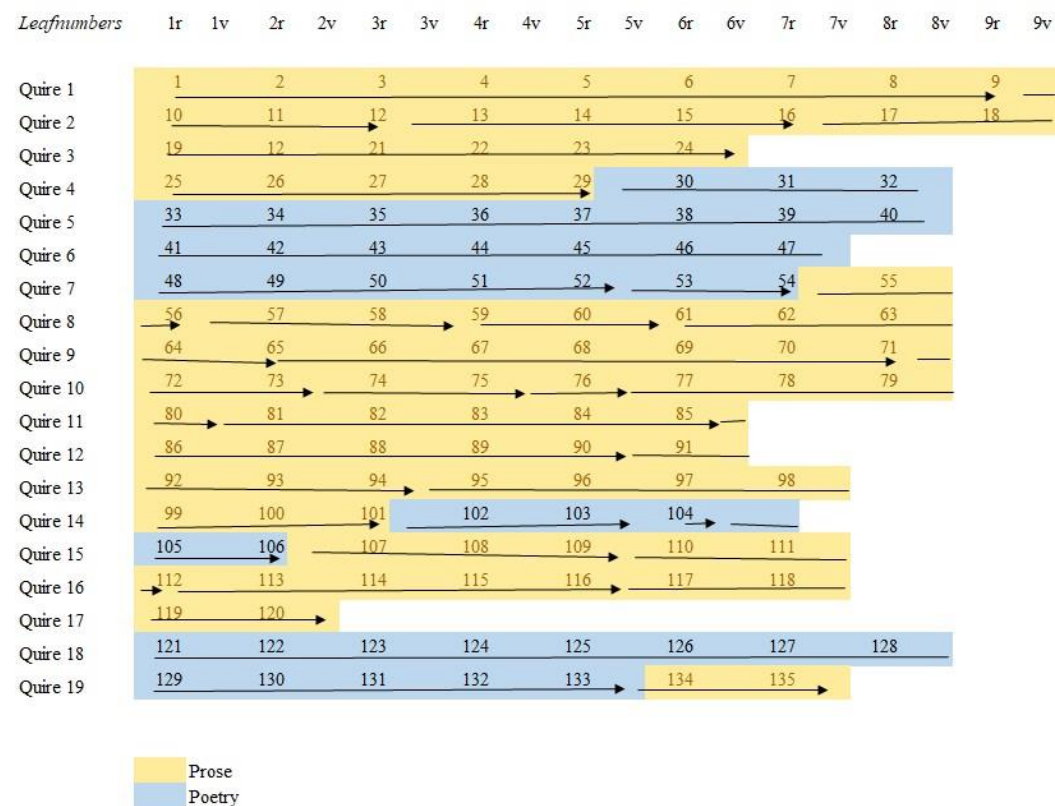 Leafnumbers 1r 1v 2r 2v 3r 3v 4r 4v 5r 5v 6r 6v 7r 7v 8r 8v 9r 9v
Quire 1 1 2 3 4 5 6 7 8 9
Quire 2 10 11 12 13 14 15 16 17 18
Quire 3 19 12 21 22 23 24
Quire 4 25 26 27 28 29 30 31 32
Quire 5 33 34 35 36 37 38 39 40
Quire 6 41 42 43 44 45 46 47
Quire 7 48 49 50 51 52 53 54 55
Quire 8 56 57 58 59 60 61 62 63
Quire 9 64 65 66 67 68 69 70 71
Quire 10 72 73 74 75 76 77 78 79
Quire 11 80 81 82 83 84 85
Quire 12 86 87 88 89 90 91
Quire 13 92 93 94 95 96 97 98
Quire 14 99 100 101 102 103 104
Quire 15 105 106 107 108 109 110 111
Quire 16 112 113 114 115 116 117 118
Quire 17 119 120
Quire 18 121 122 123 124 125 126 127 128
Quire 19 129 130 131 132 133 134 135
Prose
Poetry